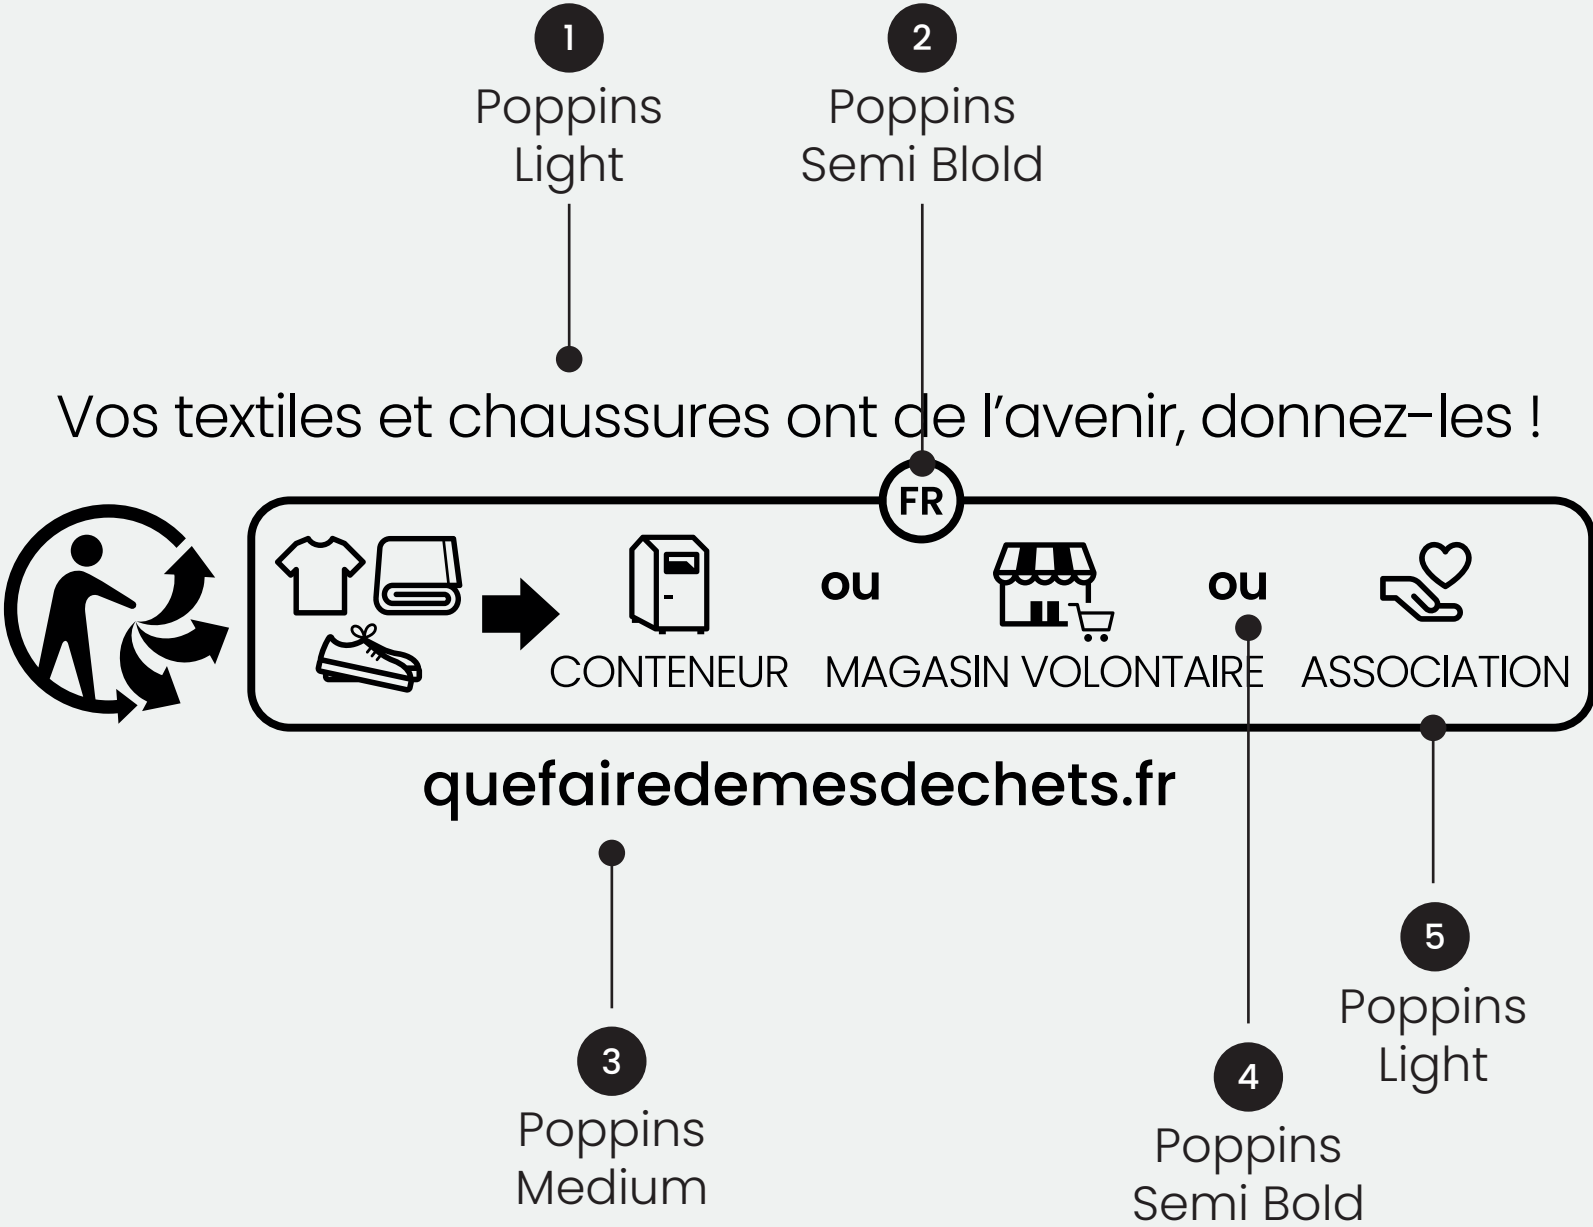 1
Poppins
Light
2
Poppins
Semi Blold
Vos textiles et chaussures ont de l’avenir, donnez-les !
FR
ou
ou
CONTENEUR
MAGASIN VOLONTAIRE
ASSOCIATION
quefairedemesdechets.fr
3
Poppins
Medium
4
Poppins
Semi Bold
5
Poppins
Light